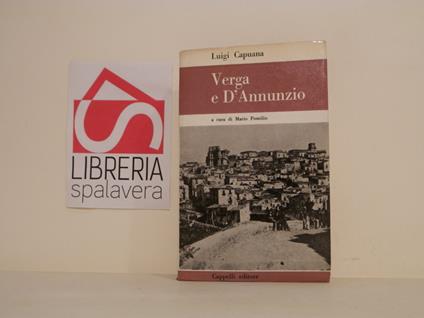 LIBRERIA
spalavera
Luigi Capuana
Verga
e D'Annunzio
a cura di Mario Pomilio
Cappelli editore